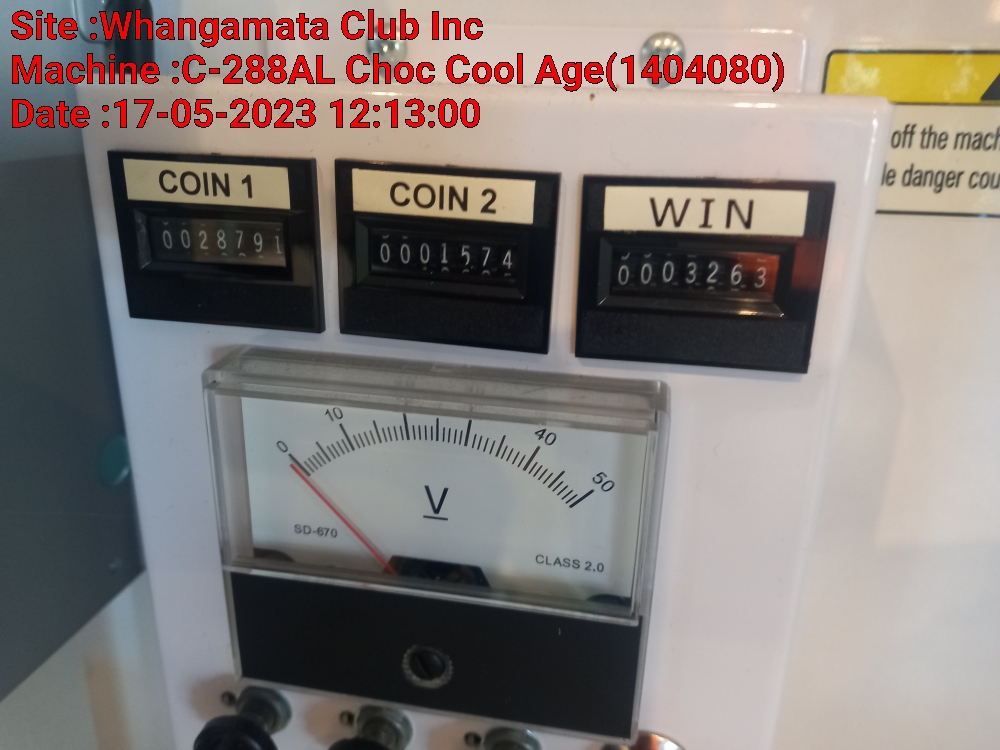 Site :Whangamata Club Inc
Machine :C-288AL Choc Cool Age(1404080)
Date :17-05-2023 12:13:00
off the mach
le danger cou
COIN 1
COIN 2
WIN
0028791
0001574
0003263
0 10 40 50
V
SD-670
CLASS 2.0